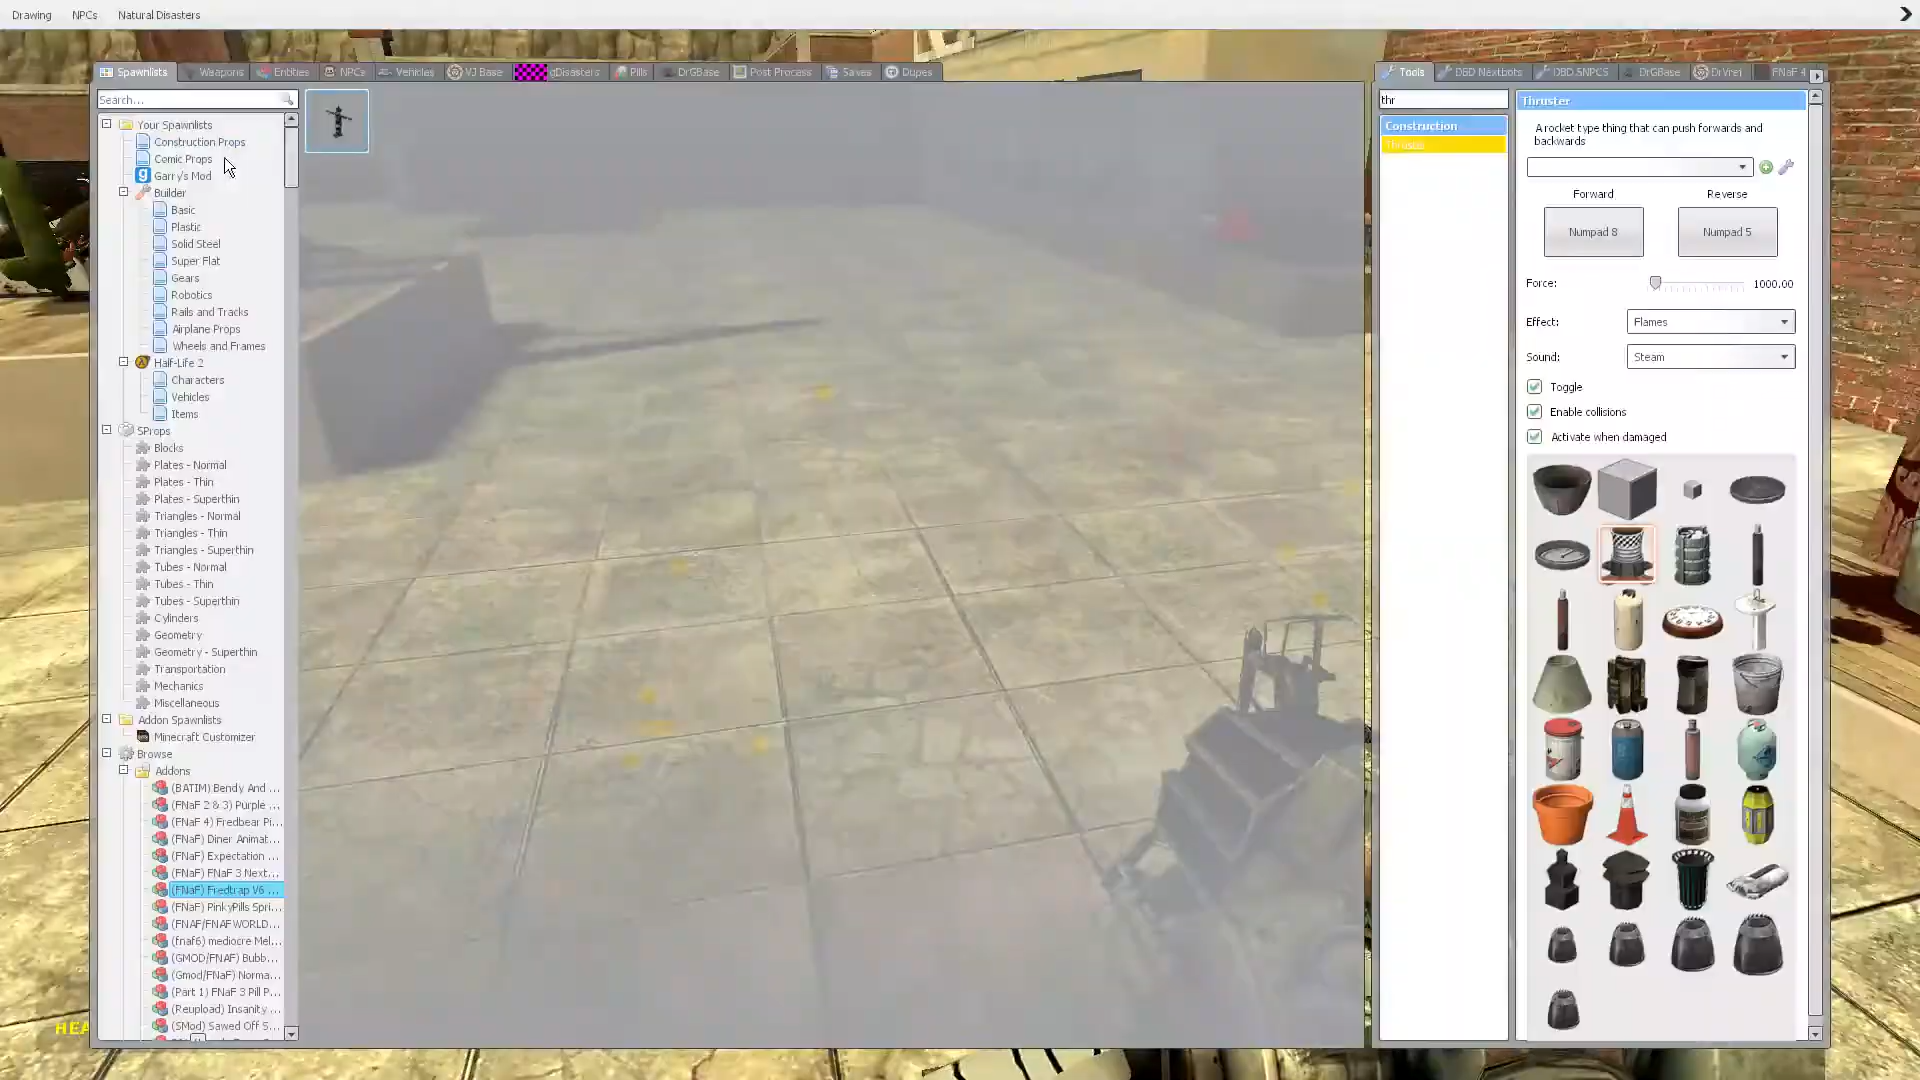 Drawing NPCs Natural Disasters
Spawnlists Weapons Entities NPCs Vehicles VJ Base gDisasters Pills DrGBase Post Process Saves Dupes
Search...
Your Spawnlists
Construction Props
Comic Props
Garry's Mod
Builder
Basic
Plastic
Solid Steel
Super Flat
Gears
Robotics
Rails and Tracks
Airplane Props
Wheels and Frames
Half-Life 2
Characters
Vehicles
Items
SProps
Blocks
Plates - Normal
Plates - Thin
Plates - Superthin
Triangles - Normal
Triangles - Thin
Triangles - Superthin
Tubes - Normal
Tubes - Thin
Tubes - Superthin
Cylinders
Geometry
Geometry - Superthin
Transportation
Mechanics
Miscellaneous
Addon Spawnlists
Minecraft Customizer
Browse
Addons
(BATIM) Bendy And ...
(FNaF 2 & 3) Purple ...
(FNaF 4) Fredbear Pi...
(FNaF) Diner Animat...
(FNaF) Expectation ...
(FNaF) FNaF 3 Next...
(FNaF) Fredtrap V6 ...
(FNaF) PinkyPills Spri...
(FNAF/FNAFWORLD...
(fnaf6) mediocre Mel...
(GMOD/FNAF) Bubb...
(Gmod/FNaF) Norma...
(Part 1) FNaF 3 Pill P...
(Reupload) Insanity ...
(SMod) Sawed Off S...
HEA
Tools DBD Nextbots DBD SNPCS DrGBase DrVrej FNaF 4
thr
Construction
Thruster
Thruster
A rocket type thing that can push forwards and
backwards
Forward Reverse
Numpad 8 Numpad 5
Force: 1000.00
Effect: Flames
Sound: Steam
Toggle
Enable collisions
Activate when damaged